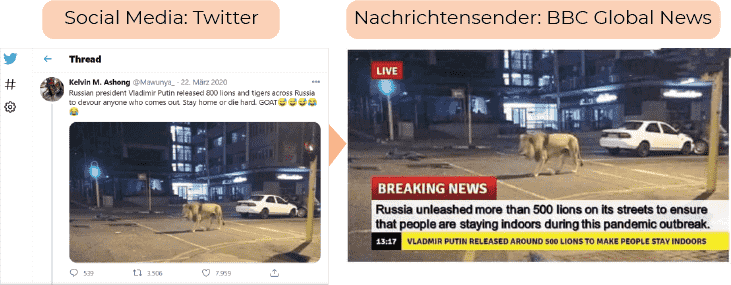 Social Media: Twitter
Nachrichtensender: BBC Global News
Thread
Kelvin M. Ashong @Mawunya_ · 22. März 2020
Russian president Vladimir Putin released 800 lions and tigers across Russia
to devour anyone who comes out. Stay home or die hard. GOAT😅😅😅😂
😂
539
3.506
7.959
LIVE
BREAKING NEWS
Russia unleashed more than 500 lions on its streets to ensure
that people are staying indoors during this pandemic outbreak.
13:17 VLADMIR PUTIN RELEASED AROUND 500 LIONS TO MAKE PEOPLE STAY INDOORS